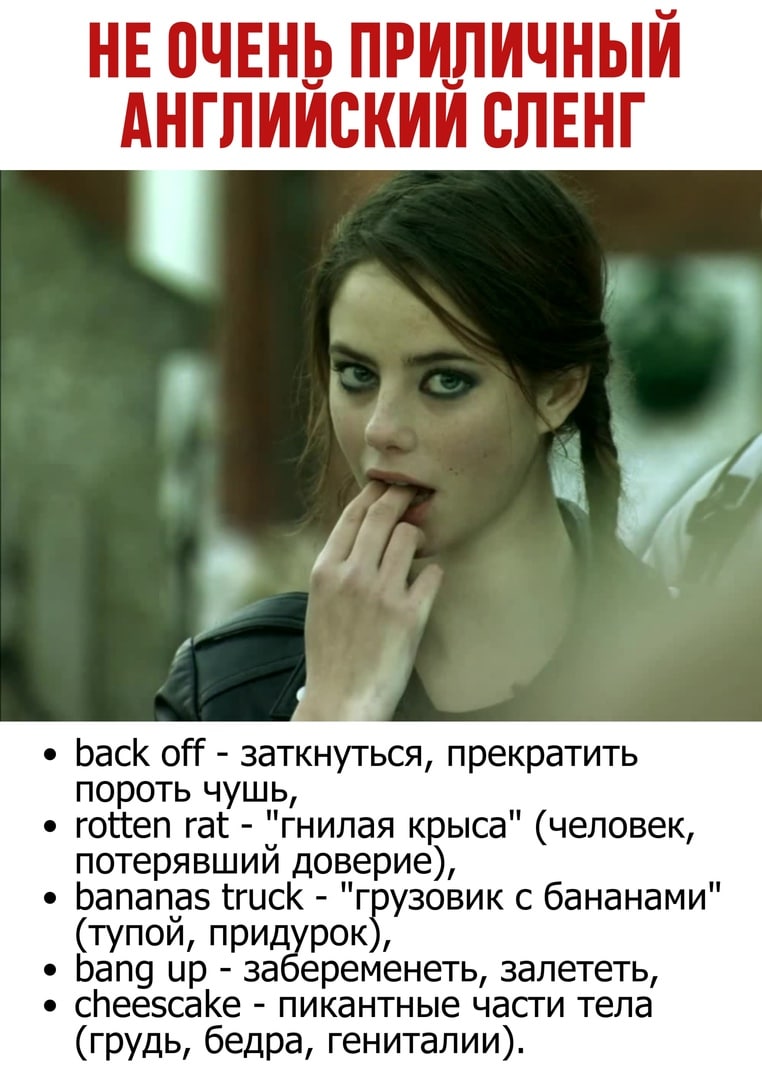 НЕ ОЧЕНЬ ПРИЛИЧНЫЙ
АНГЛИЙСКИЙ СЛЕНГ
• back off - заткнуться, прекратить
пороть чушь,
• rotten rat - "гнилая крыса" (человек,
потерявший доверие),
• bananas truck - "грузовик с бананами"
(тупой, придурок),
• bang up - забеременеть, залететь,
• cheescake - пикантные части тела
(грудь, бедра, гениталии).